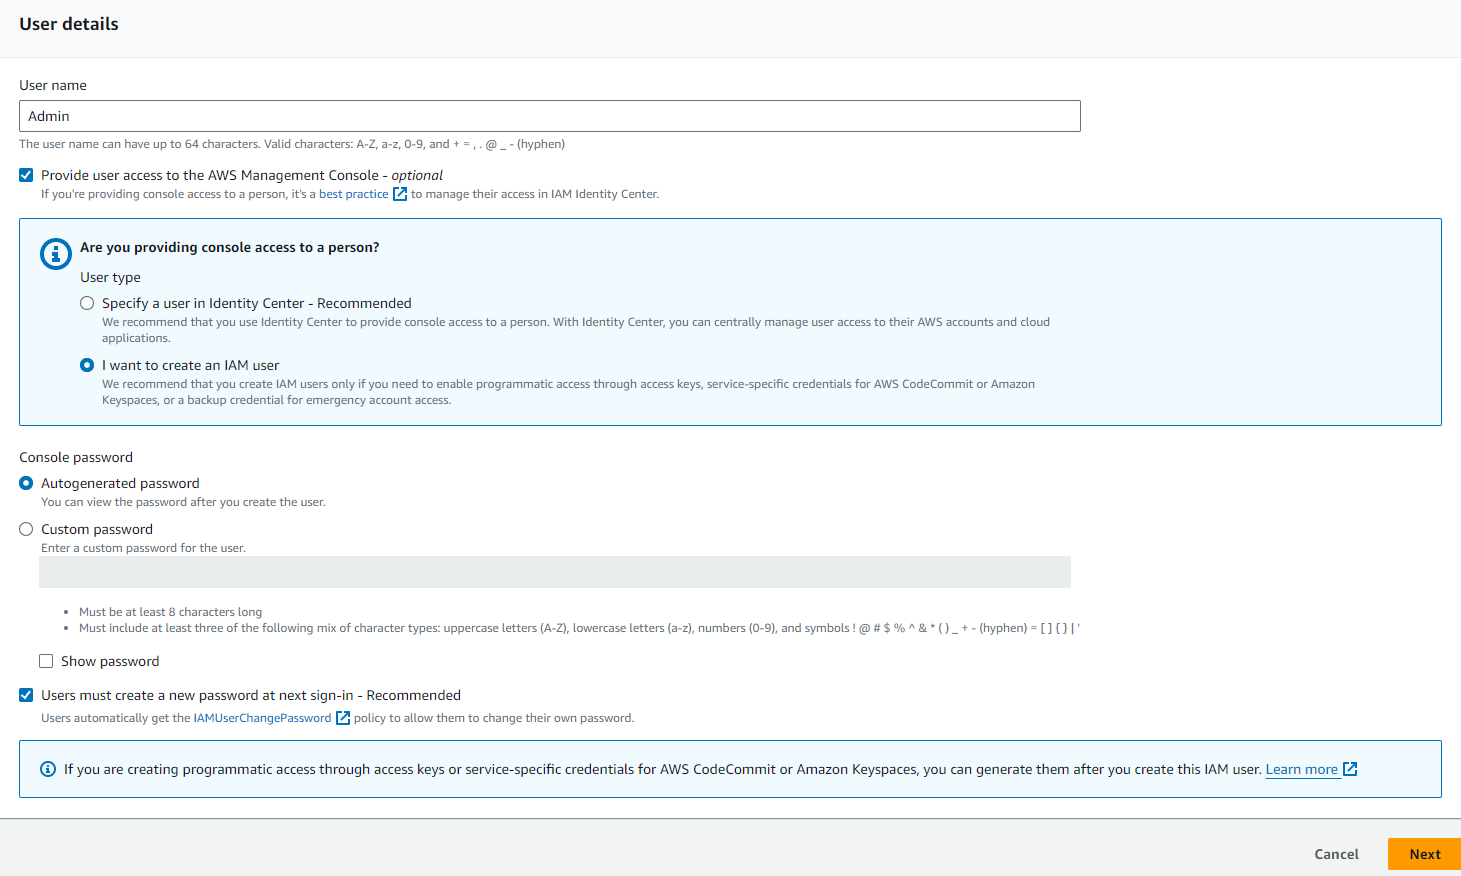 User details
User name
Admin
The user name can have up to 64 characters. Valid characters: A-Z, a-z, 0-9, and + = , . @ _ - (hyphen)
Provide user access to the AWS Management Console - optional
If you're providing console access to a person, it's a best practice to manage their access in IAM Identity Center.
Are you providing console access to a person?
User type
Specify a user in Identity Center - Recommended
We recommend that you use Identity Center to provide console access to a person. With Identity Center, you can centrally manage user access to their AWS accounts and cloud
applications.
I want to create an IAM user
We recommend that you create IAM users only if you need to enable programmatic access through access keys, service-specific credentials for AWS CodeCommit or Amazon
Keyspaces, or a backup credential for emergency account access.
Console password
Autogenerated password
You can view the password after you create the user.
Custom password
Enter a custom password for the user.
• Must be at least 8 characters long
• Must include at least three of the following mix of character types: uppercase letters (A-Z), lowercase letters (a-z), numbers (0-9), and symbols ! @ # $ % ^ & * ( ) _ + - (hyphen) = [ ] { } | '
Show password
Users must create a new password at next sign-in - Recommended
Users automatically get the IAMUserChangePassword policy to allow them to change their own password.
If you are creating programmatic access through access keys or service-specific credentials for AWS CodeCommit or Amazon Keyspaces, you can generate them after you create this IAM user. Learn more
Cancel
Next